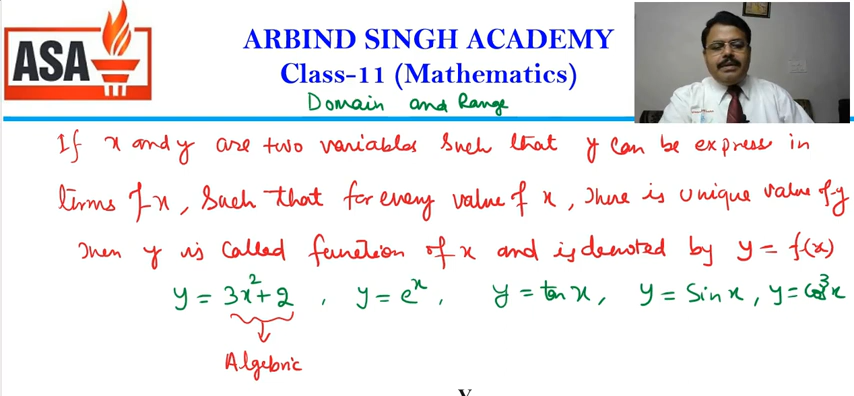 ASA
ARBIND SINGH ACADEMY
Class-11 (Mathematics)
Domain and Range
If x and y are two variables such that y can be express in
terms of x, Such that for every value of x, there is unique value of y
then y is called function of x and is denoted by y = f(x)
y = 3x²+2, y = eˣ, y = tan x, y = Sin x, y = cos³x
Algebric